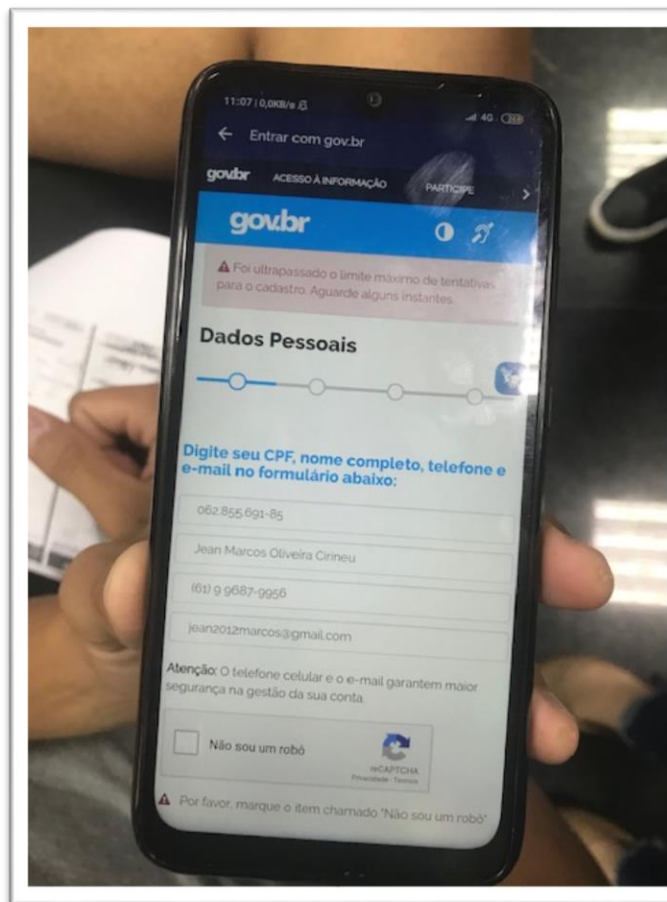 11:07 | 0,0KB/s
4G
Entrar com gov.br
gov.br ACESSO À INFORMAÇÃO PARTICIPE
gov.br
Foi ultrapassado o limite máximo de tentativas
para o cadastro. Aguarde alguns instantes.
Dados Pessoais
Digite seu CPF, nome completo, telefone e
e-mail no formulário abaixo:
062.855.691-85
Jean Marcos Oliveira Cirineu
(61) 9 9687-9956
jean2012marcos@gmail.com
Atenção: O telefone celular e o e-mail garantem maior
segurança na gestão da sua conta.
Não sou um robô
reCAPTCHA
Privacidade - Termos
Por favor, marque o item chamado "Não sou um robô"